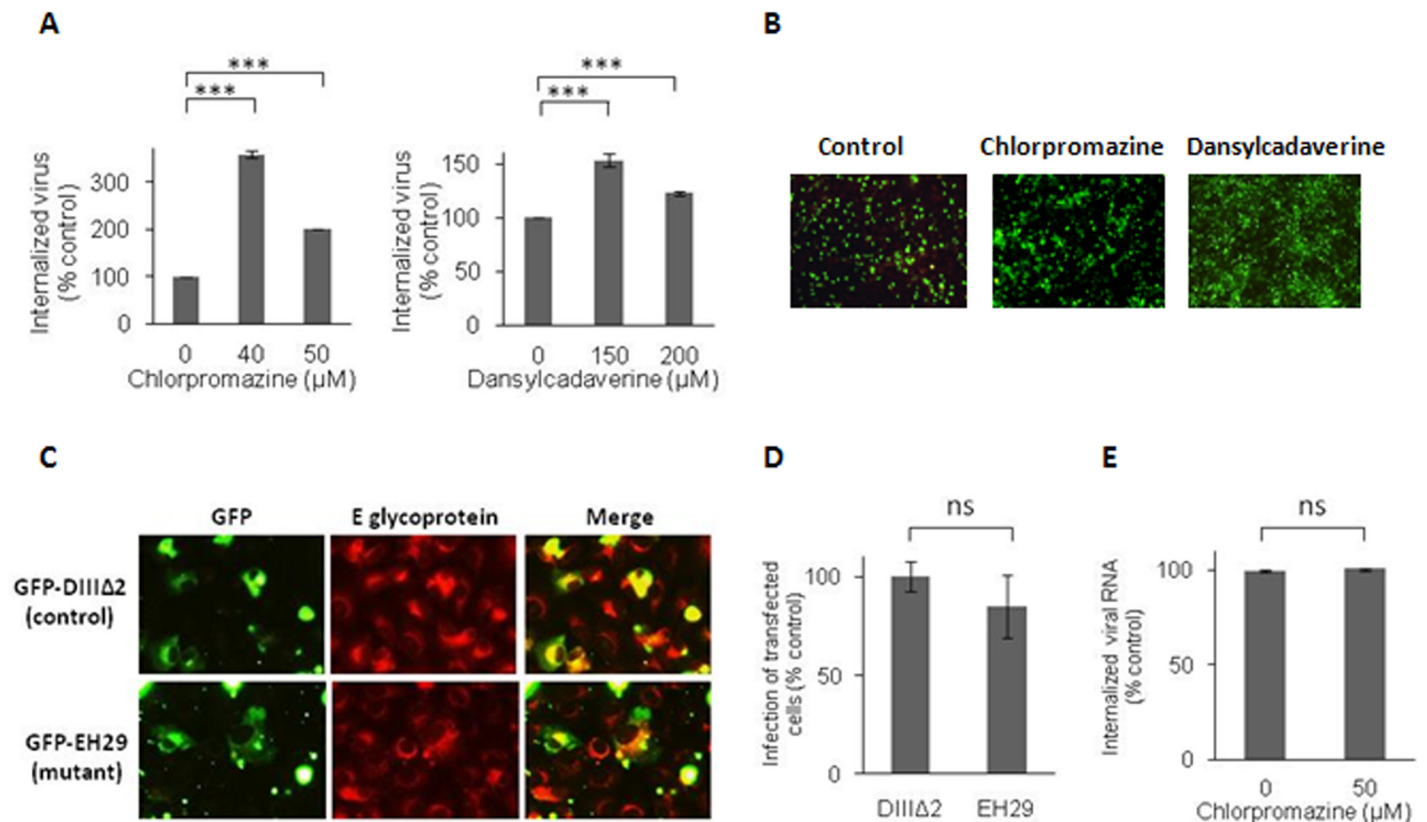 A
***
***
Internalized virus
(% control)
300
200
100
0
0 40 50
Chlorpromazine (µM)
***
***
Internalized virus
(% control)
150
100
50
0
0 150 200
Dansylcadaverine (µM)
B
Control Chlorpromazine Dansylcadaverine
C
GFP E glycoprotein Merge
GFP-DIIIΔ2
(control)
GFP-EH29
(mutant)
D
ns
Infection of transfected
cells (% control)
100
50
0
DIIIΔ2 EH29
E
ns
Internalized viral RNA
(% control)
100
50
0
0 50
Chlorpromazine (µM)